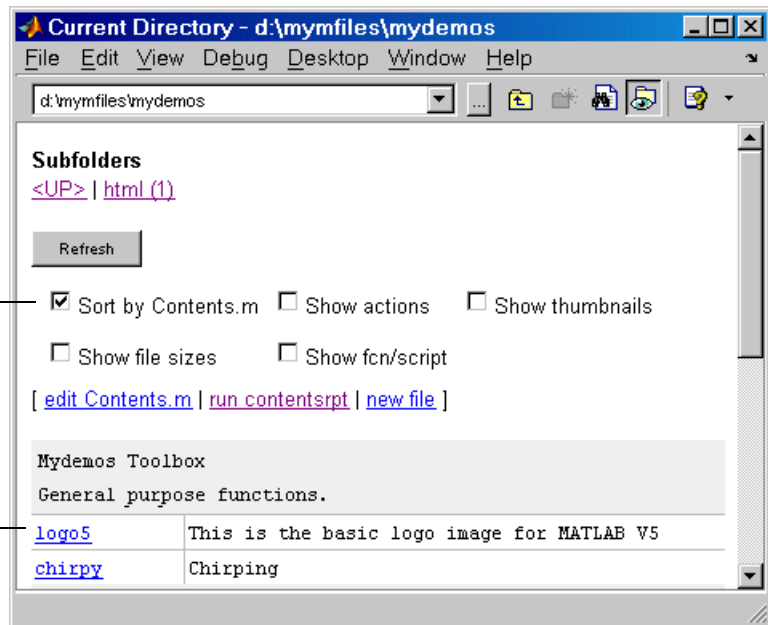 Current Directory - d:\mymfiles\mydemos
File Edit View Debug Desktop Window Help
d:\mymfiles\mydemos ...
Subfolders
<UP> | html (1)
Refresh
Sort by Contents.m Show actions Show thumbnails
Show file sizes Show fcn/script
[ edit Contents.m | run contentsrpt | new file ]
Mydemos Toolbox
General purpose functions.
logo5 This is the basic logo image for MATLAB V5
chirpy Chirping